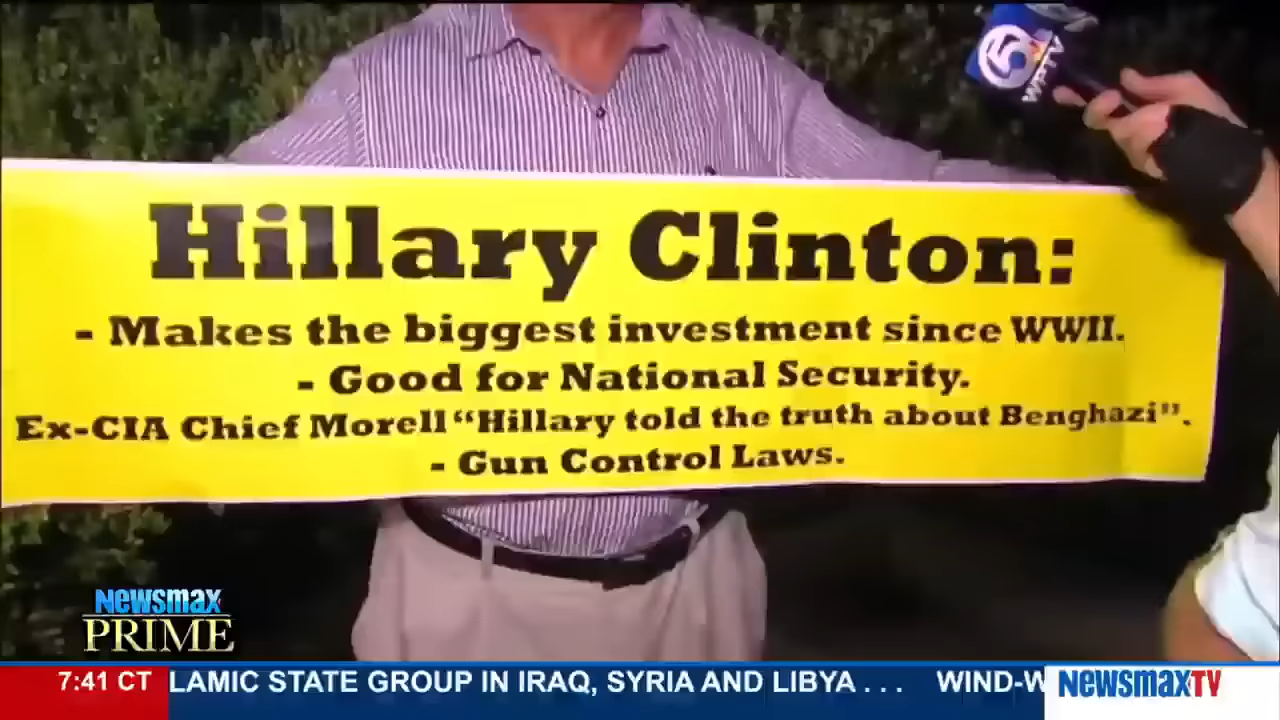 5
WPTV
Hillary Clinton:
- Makes the biggest investment since WWII.
- Good for National Security.
Ex-CIA Chief Morell “Hillary told the truth about Benghazi”.
- Gun Control Laws.
Newsmax
PRIME
7:41 CT LAMIC STATE GROUP IN IRAQ, SYRIA AND LIBYA . . . WIND-W NewsmaxTV